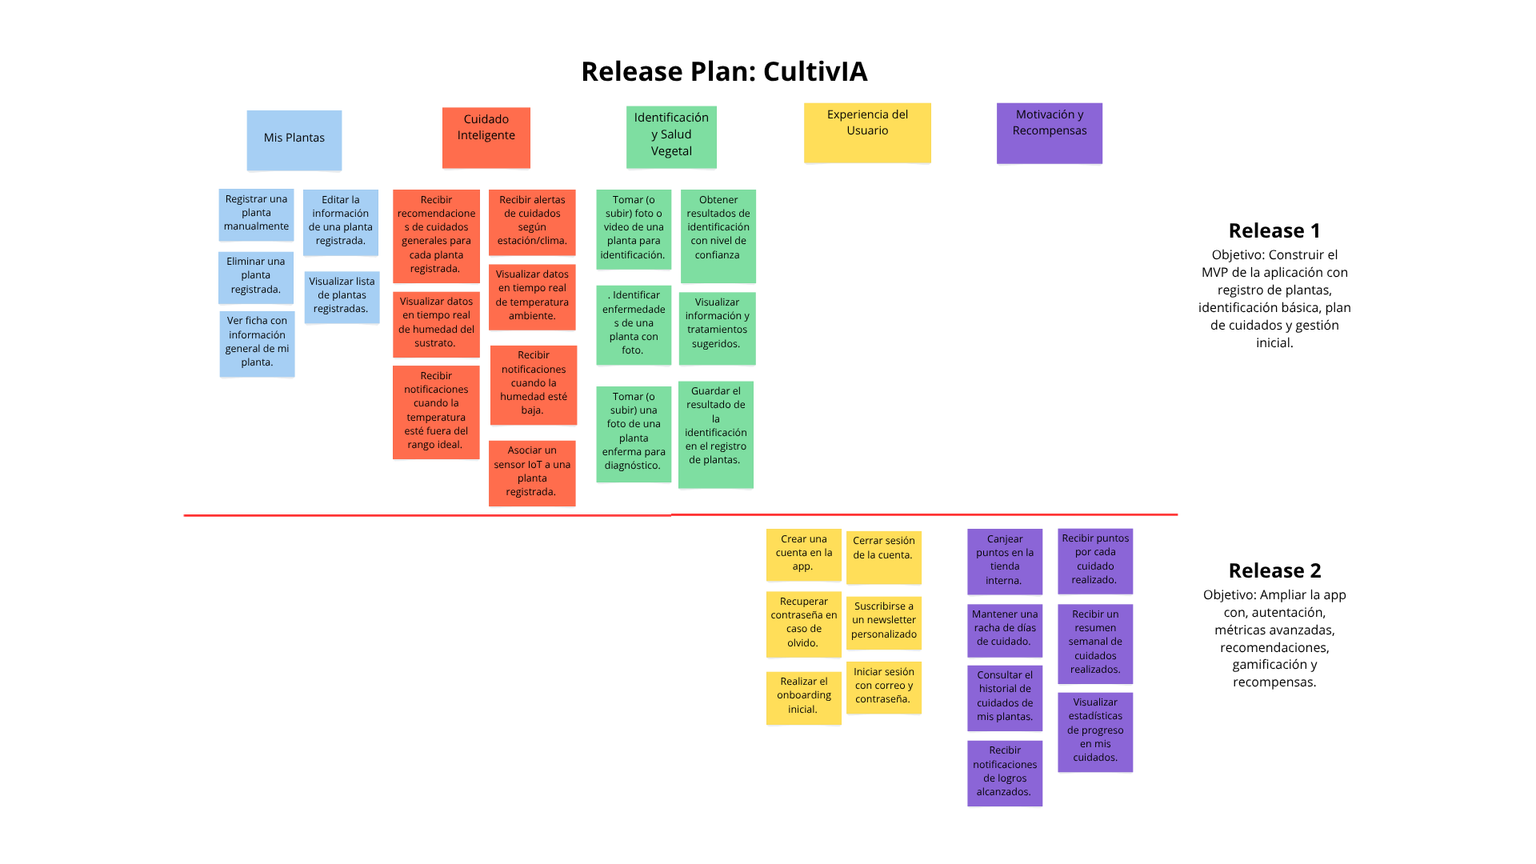 Release Plan: CultivIA
Mis Plantas
Cuidado
Inteligente
Identificación
y Salud
Vegetal
Experiencia del
Usuario
Motivación y
Recompensas
Registrar una
planta
manualmente
Editar la
información
de una planta
registrada.
Eliminar una
planta
registrada.
Visualizar lista
de plantas
registradas.
Ver ficha con
información
general de mi
planta.
Recibir
recomendacione
s de cuidados
generales para
cada planta
registrada.
Recibir alertas
de cuidados
según
estación/clima.
Visualizar datos
en tiempo real
de humedad del
sustrato.
Visualizar datos
en tiempo real
de temperatura
ambiente.
Recibir
notificaciones
cuando la
temperatura
esté fuera del
rango ideal.
Recibir
notificaciones
cuando la
humedad esté
baja.
Asociar un
sensor IoT a una
planta
registrada.
Tomar (o
subir) foto o
video de una
planta para
identificación.
Obtener
resultados de
identificación
con nivel de
confianza
. Identificar
enfermedade
s de una
planta con
foto.
Visualizar
información y
tratamientos
sugeridos.
Tomar (o
subir) una
foto de una
planta
enferma para
diagnóstico.
Guardar el
resultado de
la
identificación
en el registro
de plantas.
Release 1
Objetivo: Construir el
MVP de la aplicación con
registro de plantas,
identificación básica, plan
de cuidados y gestión
inicial.
Crear una
cuenta en la
app.
Cerrar sesión
de la cuenta.
Recuperar
contraseña en
caso de
olvido.
Suscribirse a
un newsletter
personalizado
Realizar el
onboarding
inicial.
Iniciar sesión
con correo y
contraseña.
Canjear
puntos en la
tienda
interna.
Recibir puntos
por cada
cuidado
realizado.
Mantener una
racha de días
de cuidado.
Recibir un
resumen
semanal de
cuidados
realizados.
Consultar el
historial de
cuidados de
mis plantas.
Visualizar
estadísticas
de progreso
en mis
cuidados.
Recibir
notificaciones
de logros
alcanzados.
Release 2
Objetivo: Ampliar la app
con, autentación,
métricas avanzadas,
recomendaciones,
gamificación y
recompensas.